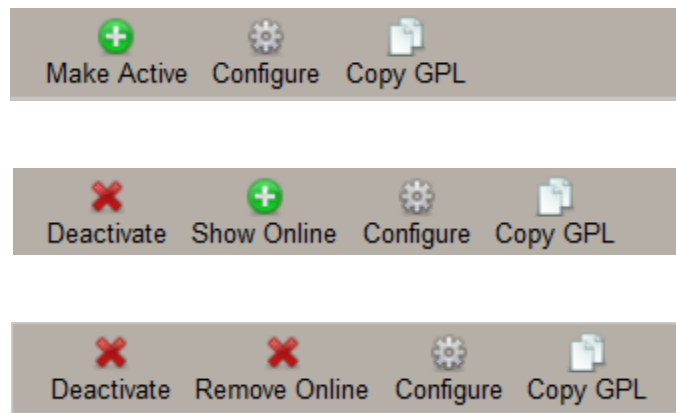 Make Active Configure Copy GPL
Deactivate Show Online Configure Copy GPL
Deactivate Remove Online Configure Copy GPL